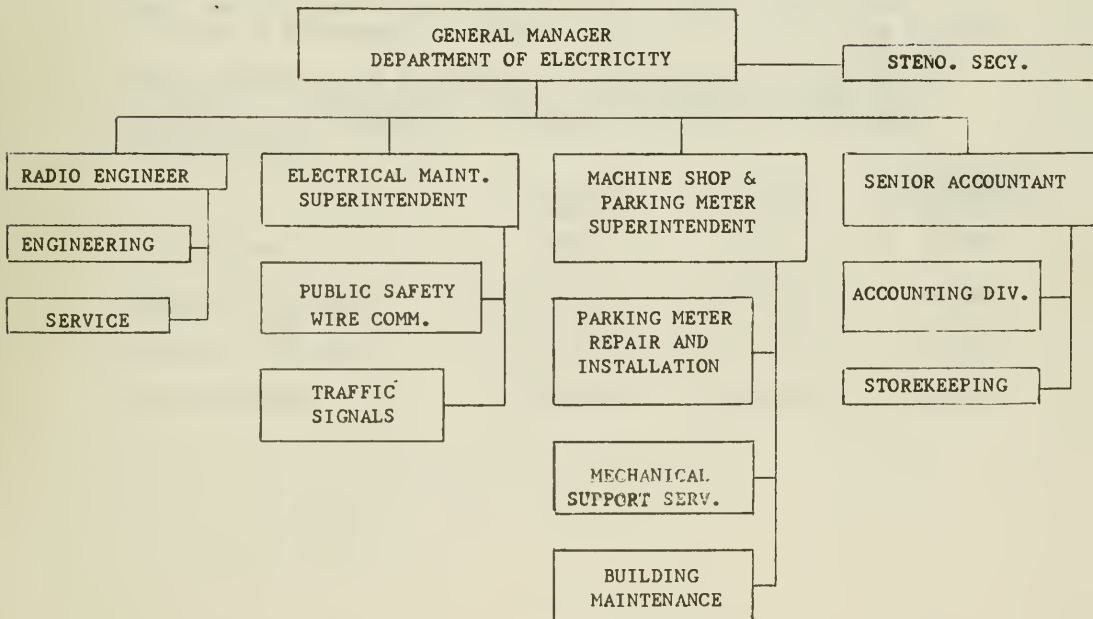 GENERAL MANAGER
DEPARTMENT OF ELECTRICITY
STENO. SECY.
RADIO ENGINEER
ENGINEERING
SERVICE
ELECTRICAL MAINT.
SUPERINTENDENT
PUBLIC SAFETY
WIRE COMM.
TRAFFIC
SIGNALS
MACHINE SHOP &
PARKING METER
SUPERINTENDENT
PARKING METER
REPAIR AND
INSTALLATION
MECHANICAL
SUPPORT SERV.
BUILDING
MAINTENANCE
SENIOR ACCOUNTANT
ACCOUNTING DIV.
STOREKEEPING